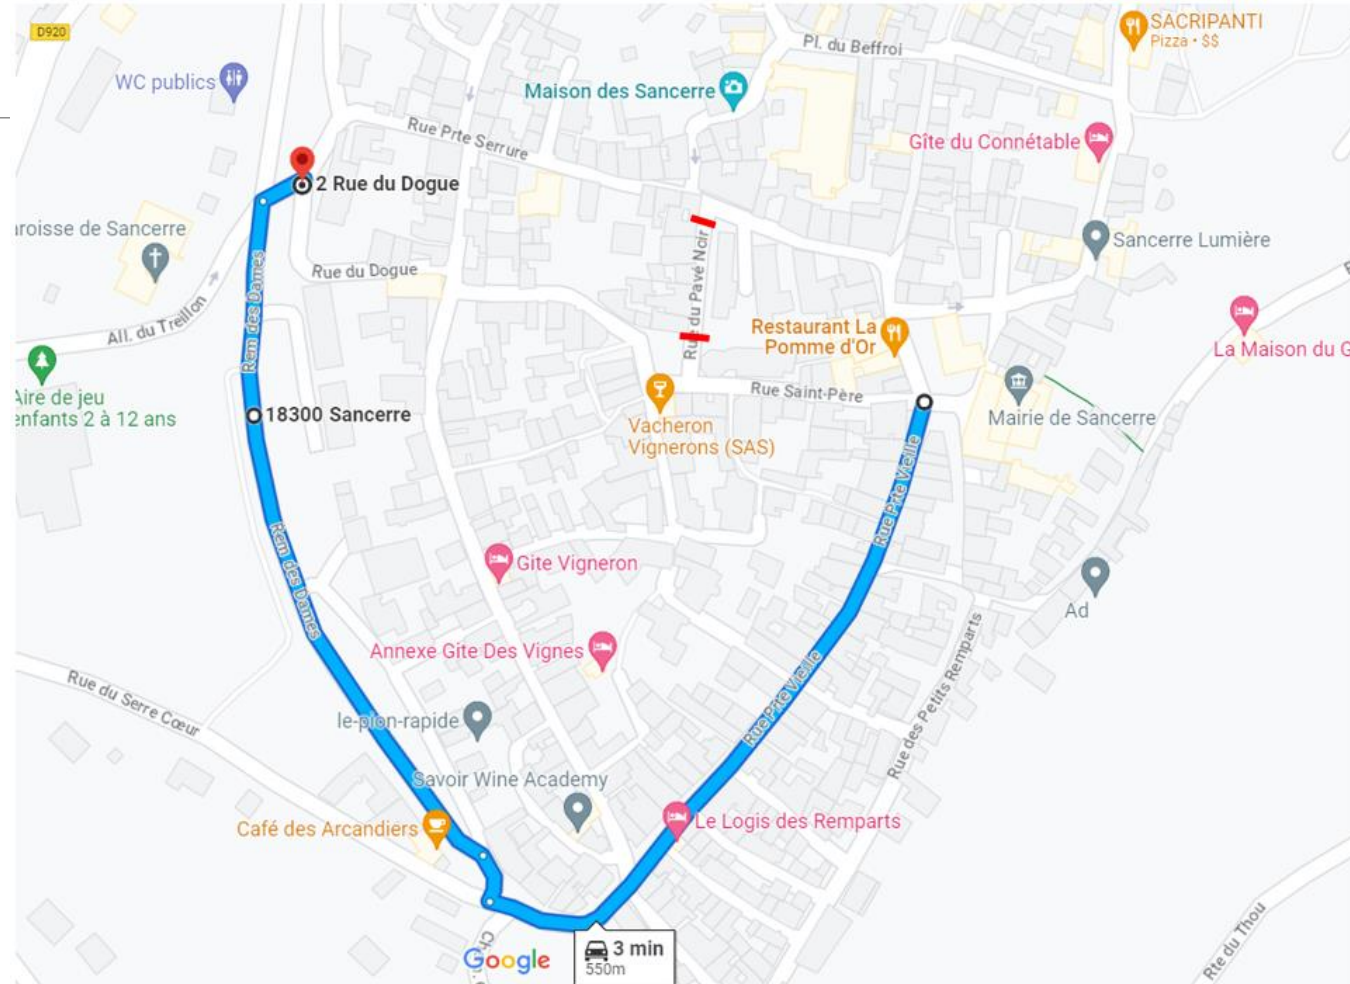 D920
SACRIPANTI
Pizza • $$
Pl. du Beffroi
WC publics
Maison des Sancerre
Rue Prte Serrure
Gîte du Connétable
2 Rue du Dogue
aroisse de Sancerre
Sancerre Lumière
Rue du Pavé Noir
Rue du Dogue
Rem des Dames
All. du Treillon
Restaurant La
Pomme d'Or
La Maison du G
Aire de jeu
enfants 2 à 12 ans
18300 Sancerre
Rue Saint-Père
Mairie de Sancerre
Vacheron
Vignerons (SAS)
Rue Prte Vieille
Rem des Dames
Gite Vigneron
Ad
Annexe Gite Des Vignes
Rue Prte Vieille
Rue des Petits Remparts
Rue du Serre Cœur
le-pion-rapide
Savoir Wine Academy
Café des Arcandiers
Le Logis des Remparts
Rte du Thou
Google
3 min
550m